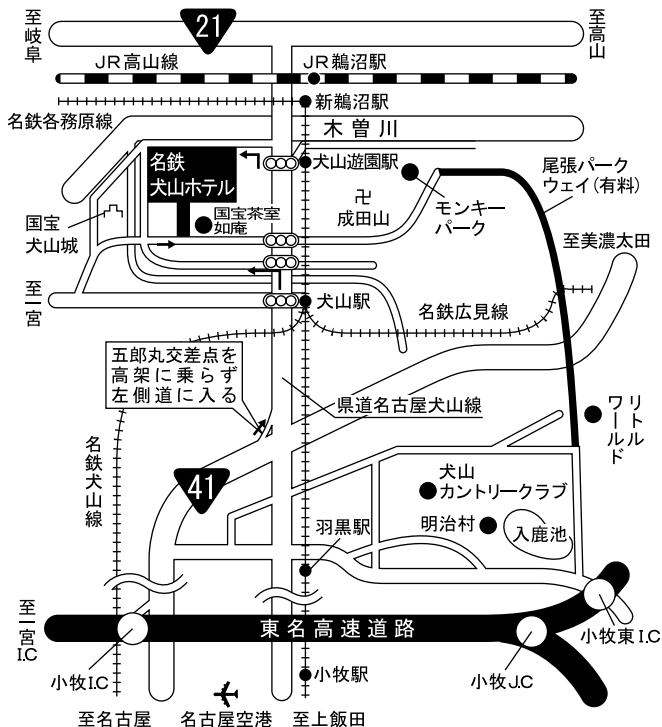 至岐阜
21
至高山
JR高山線
JR鵜沼駅
新鵜沼駅
名鉄各務原線
木曽川
名鉄
犬山ホテル
犬山遊園駅
尾張パーク
ウェイ(有料)
卍
成田山
モンキー
パーク
国宝茶室
如庵
国宝
犬山城
至美濃太田
至一宮
犬山駅
名鉄広見線
五郎丸交差点を
高架に乗らず
左側道に入る
県道名古屋犬山線
リトル
ワールド
名鉄犬山線
41
犬山
カントリークラブ
明治村
入鹿池
羽黒駅
至一宮I.C
東名高速道路
小牧I.C
小牧J.C
小牧東I.C
小牧駅
至名古屋
名古屋空港
至上飯田